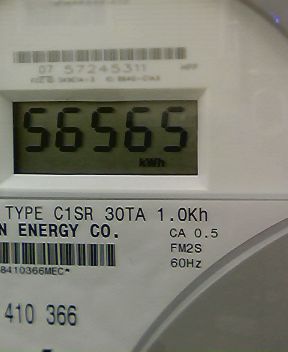 07 57245311
56565
kWh
TYPE C1SR 30TA 1.0Kh
N ENERGY CO.
CA 0.5
FM2S
60Hz
8410366MEC*
410 366